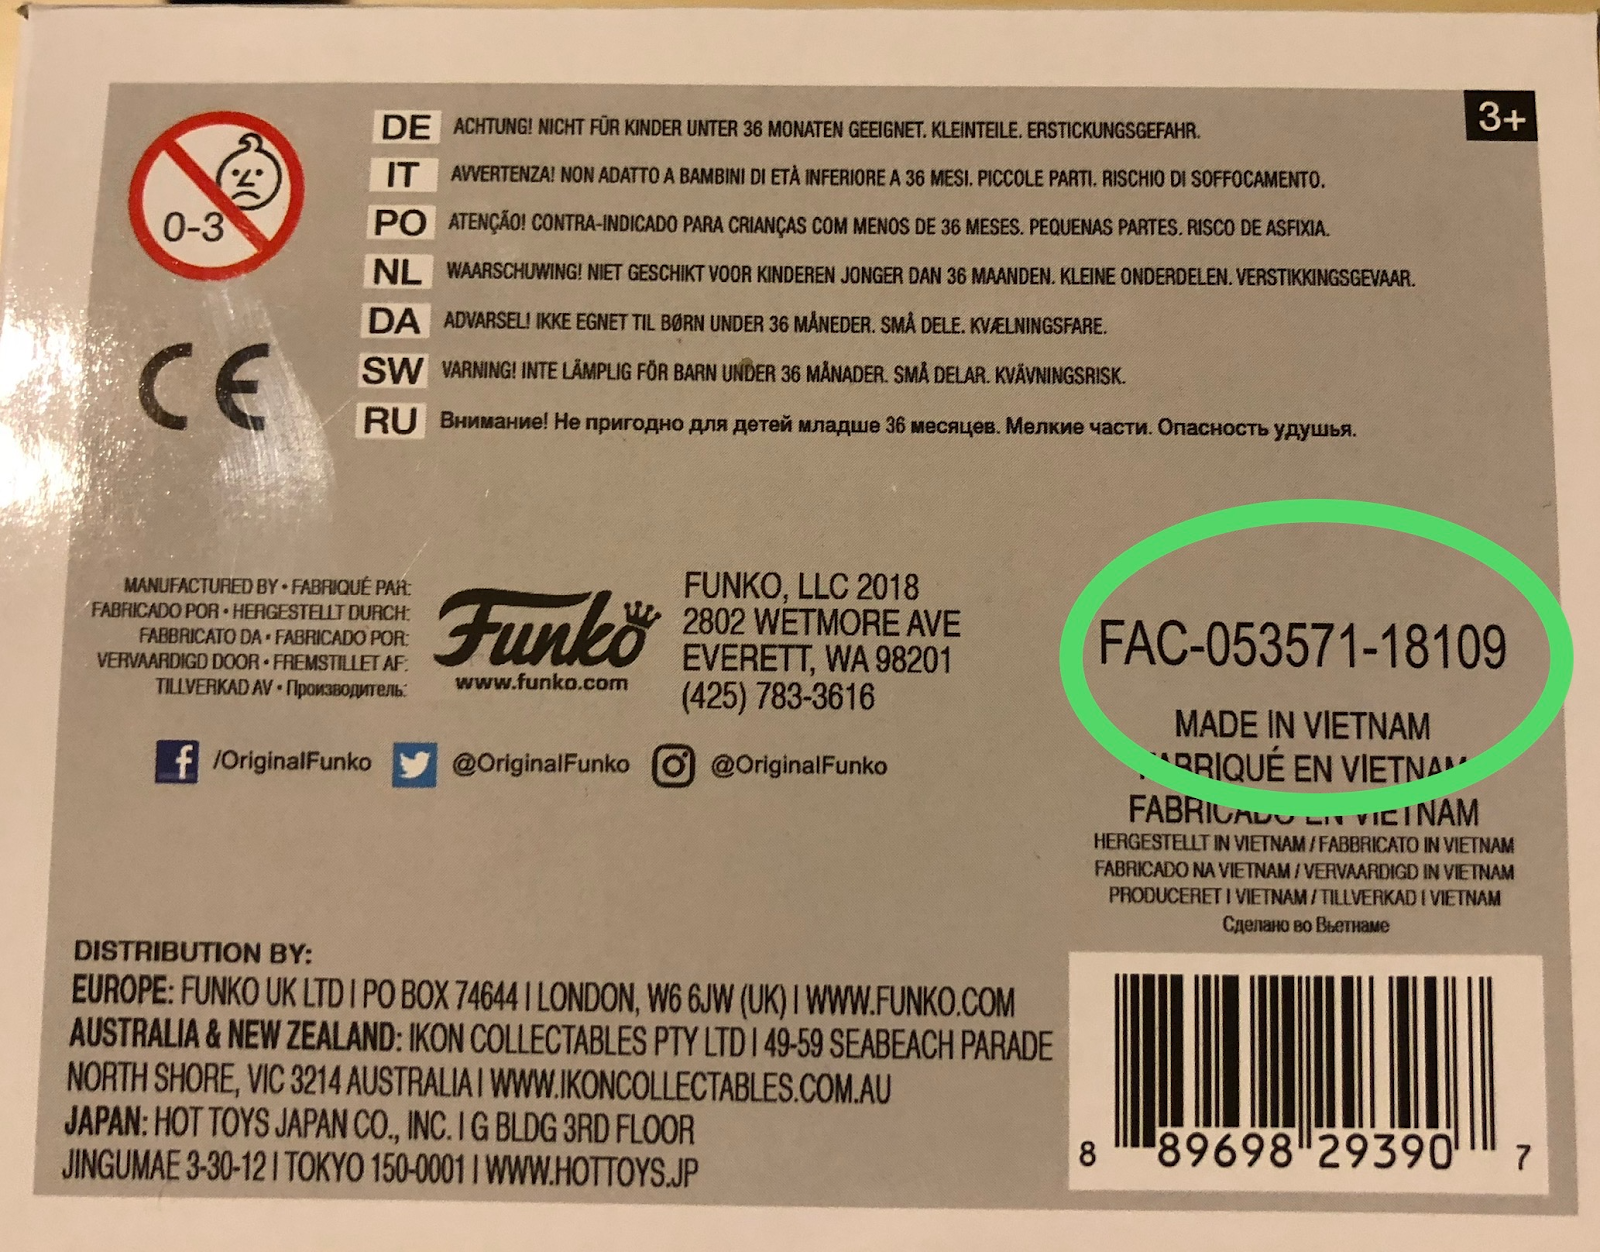 3+
0-3
DE ACHTUNG! NICHT FÜR KINDER UNTER 36 MONATEN GEEIGNET. KLEINTEILE. ERSTICKUNGSGEFAHR.
IT AVVERTENZA! NON ADATTO A BAMBINI DI ETÀ INFERIORE A 36 MESI. PICCOLE PARTI. RISCHIO DI SOFFOCAMENTO.
PO ATENÇÃO! CONTRA-INDICADO PARA CRIANÇAS COM MENOS DE 36 MESES. PEQUENAS PARTES. RISCO DE ASFIXIA.
NL WAARSCHUWING! NIET GESCHIKT VOOR KINDEREN JONGER DAN 36 MAANDEN. KLEINE ONDERDELEN. VERSTIKKINGSGEVAAR.
DA ADVARSEL! IKKE EGNET TIL BØRN UNDER 36 MÅNEDER. SMÅ DELE. KVÆLNINGSFARE.
SW VARNING! INTE LÄMPLIG FÖR BARN UNDER 36 MÅNADER. SMÅ DELAR. KVÄVNINGSRISK.
RU Внимание! Не пригодно для детей младше 36 месяцев. Мелкие части. Опасность удушья.
CE
MANUFACTURED BY • FABRIQUÉ PAR:
FABRICADO POR • HERGESTELLT DURCH:
FABBRICATO DA • FABRICADO POR:
VERVAARDIGD DOOR • FREMSTILLET AF:
TILLVERKAD AV • Производитель:
Funko
www.funko.com
FUNKO, LLC 2018
2802 WETMORE AVE
EVERETT, WA 98201
(425) 783-3616
/OriginalFunko @OriginalFunko @OriginalFunko
FAC-053571-18109
MADE IN VIETNAM
FABRIQUÉ EN VIETNAM
FABRICADO EN VIETNAM
HERGESTELLT IN VIETNAM / FABBRICATO IN VIETNAM
FABRICADO NA VIETNAM / VERVAARDIGD IN VIETNAM
PRODUCERET I VIETNAM / TILLVERKAD I VIETNAM
Сделано во Вьетнаме
DISTRIBUTION BY:
EUROPE: FUNKO UK LTD | PO BOX 74644 | LONDON, W6 6JW (UK) | WWW.FUNKO.COM
AUSTRALIA & NEW ZEALAND: IKON COLLECTABLES PTY LTD | 49-59 SEABEACH PARADE
NORTH SHORE, VIC 3214 AUSTRALIA | WWW.IKONCOLLECTABLES.COM.AU
JAPAN: HOT TOYS JAPAN CO., INC. | G BLDG 3RD FLOOR
JINGUMAE 3-30-12 | TOKYO 150-0001 | WWW.HOTTOYS.JP
8 89698 29390 7